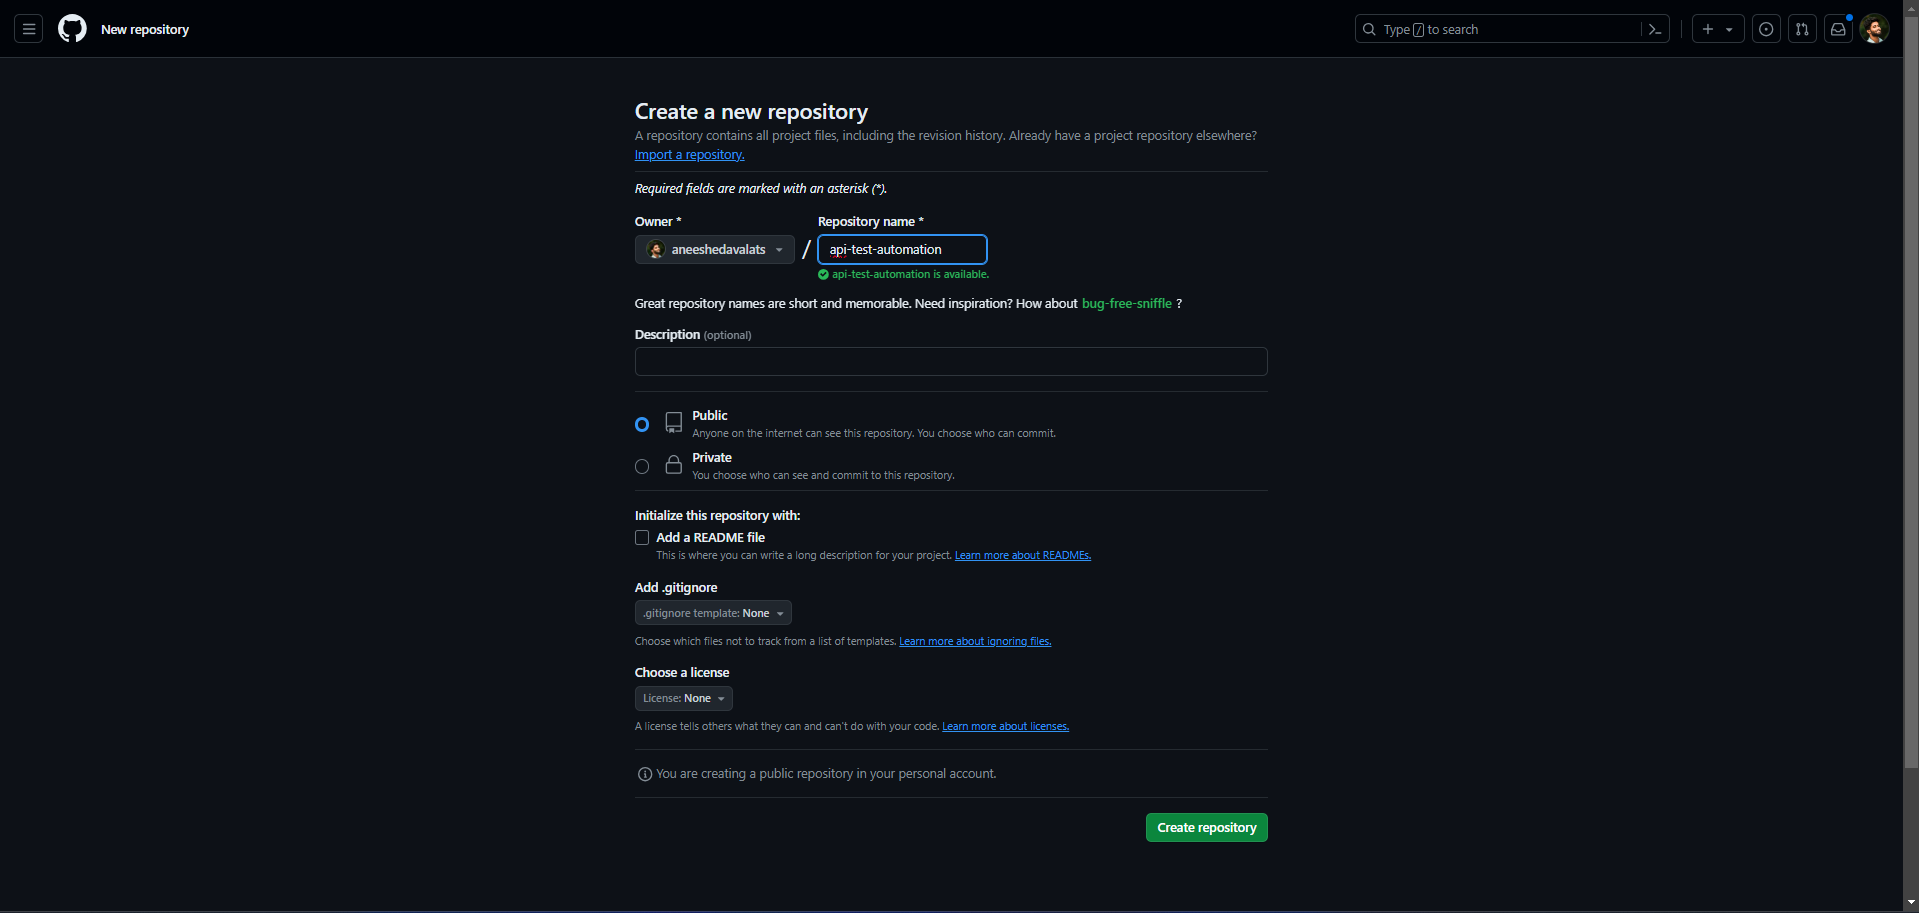 New repository
Type / to search
Create a new repository
A repository contains all project files, including the revision history. Already have a project repository elsewhere?
Import a repository.
Required fields are marked with an asterisk (*).
Owner * Repository name *
aneeshedavalats / api-test-automation
api-test-automation is available.
Great repository names are short and memorable. Need inspiration? How about bug-free-sniffle ?
Description (optional)
Public
Anyone on the internet can see this repository. You choose who can commit.
Private
You choose who can see and commit to this repository.
Initialize this repository with:
Add a README file
This is where you can write a long description for your project. Learn more about READMEs.
Add .gitignore
.gitignore template: None
Choose which files not to track from a list of templates. Learn more about ignoring files.
Choose a license
License: None
A license tells others what they can and can't do with your code. Learn more about licenses.
You are creating a public repository in your personal account.
Create repository